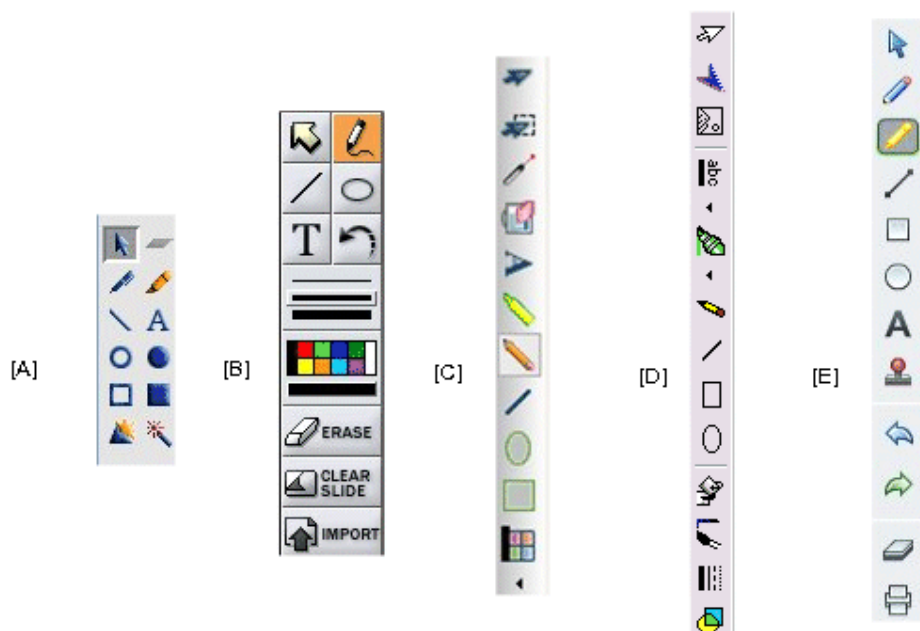 abc
T
A
A
[A]
[B]
[C]
[D]
[E]
ERASE
CLEAR
SLIDE
IMPORT